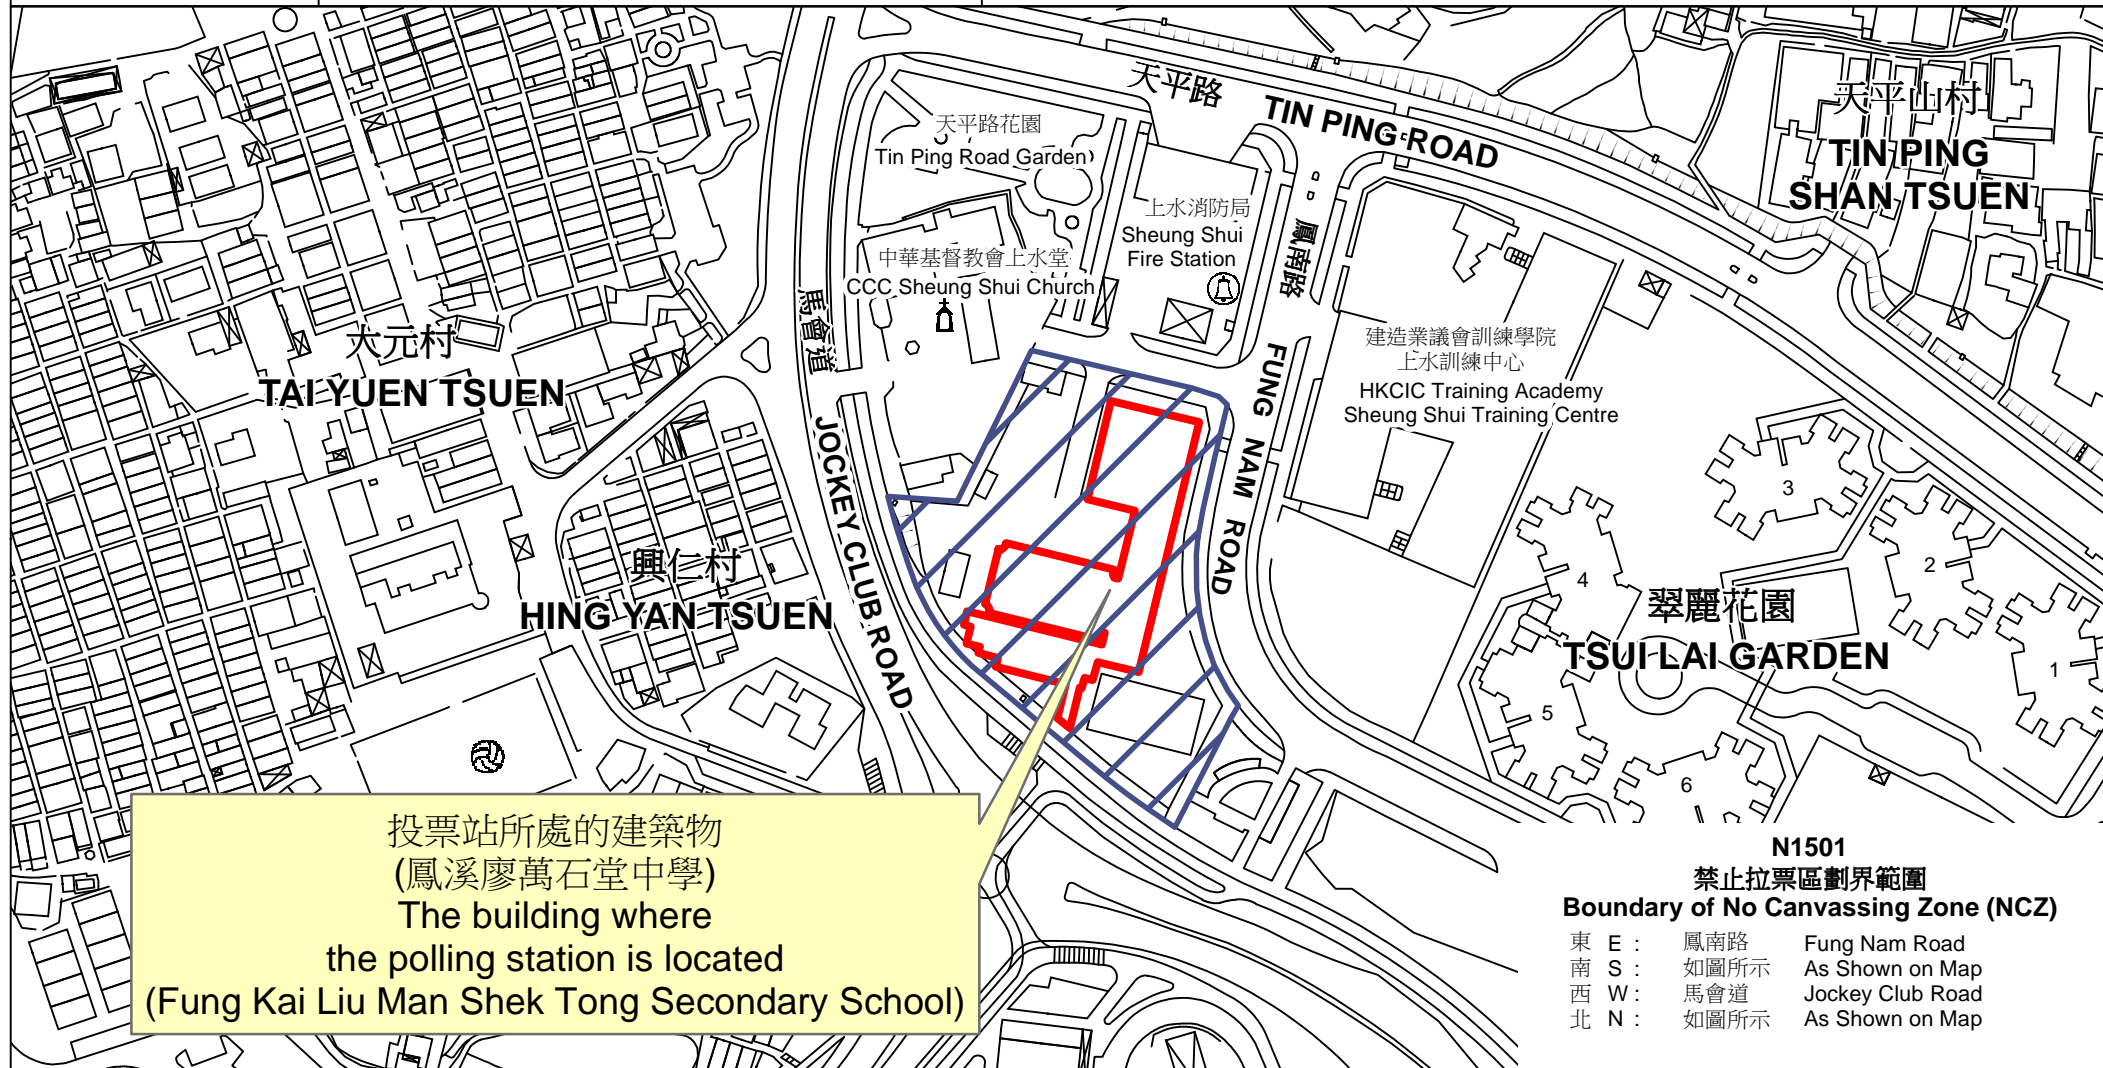 天平路
TIN PING ROAD
天平山村
TIN PING
SHAN TSUEN
天平路花園
Tin Ping Road Garden
上水消防局
Sheung Shui
Fire Station
鳳南路
FUNG NAM ROAD
中華基督教會上水堂
CCC Sheung Shui Church
馬會道
JOCKEY CLUB ROAD
大元村
TAI YUEN TSUEN
建造業議會訓練學院
上水訓練中心
HKCIC Training Academy
Sheung Shui Training Centre
興仁村
HING YAN TSUEN
翠麗花園
TSUI LAI GARDEN
3
2
4
1
5
6
投票站所處的建築物
(鳳溪廖萬石堂中學)
The building where
the polling station is located
(Fung Kai Liu Man Shek Tong Secondary School)
N1501
禁止拉票區劃界範圍
Boundary of No Canvassing Zone (NCZ)
東 E : 鳳南路 Fung Nam Road
南 S : 如圖所示 As Shown on Map
西 W : 馬會道 Jockey Club Road
北 N : 如圖所示 As Shown on Map